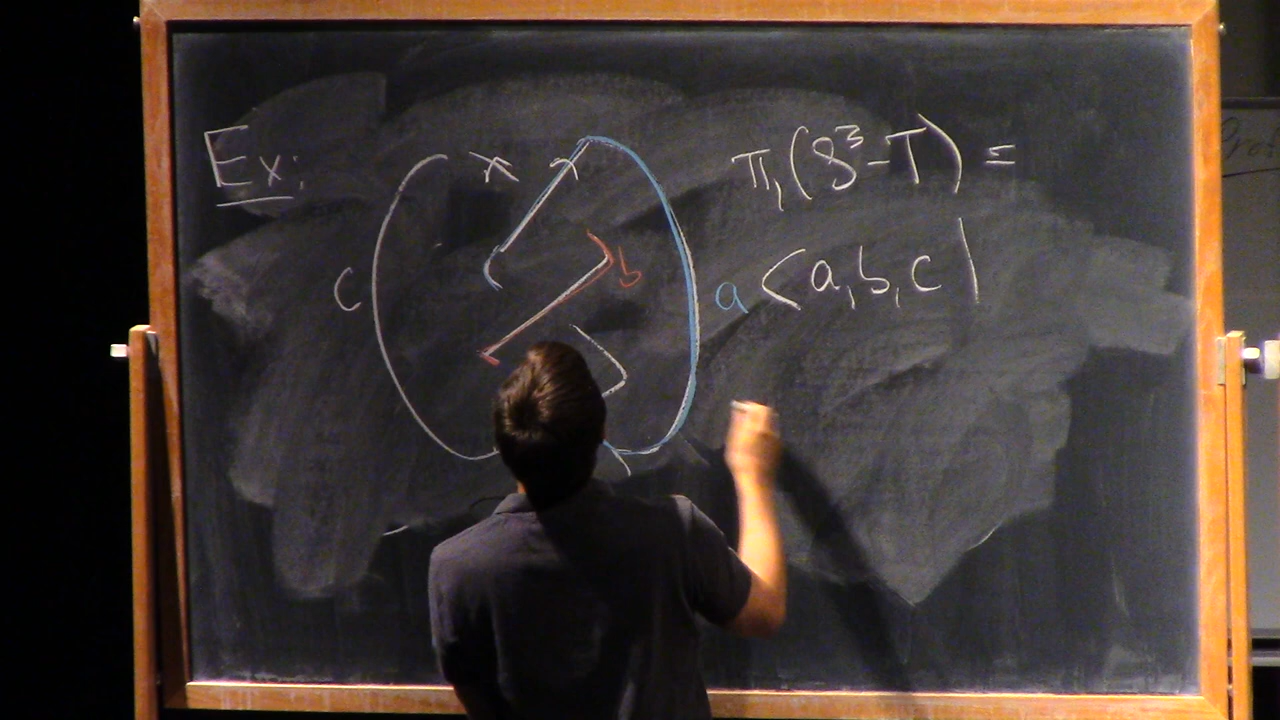 Ex:
π₁(S³-T) =
c
b
a
⟨a,b,c|